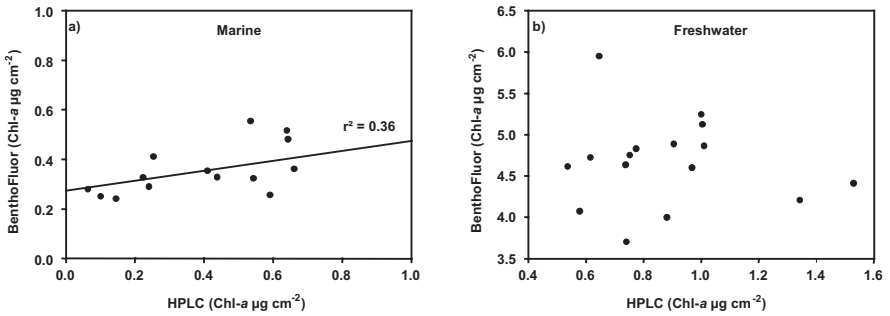 a)
Marine
BenthoFluor (Chl-a µg cm-2)
1.0
0.8
0.6
0.4
0.2
0.0
r² = 0.36
0.0 0.2 0.4 0.6 0.8 1.0
HPLC (Chl-a µg cm-2)
b)
Freshwater
BenthoFluor (Chl-a µg cm-2)
6.5
6.0
5.5
5.0
4.5
4.0
3.5
0.4 0.6 0.8 1.0 1.2 1.4 1.6
HPLC (Chl-a µg cm-2)